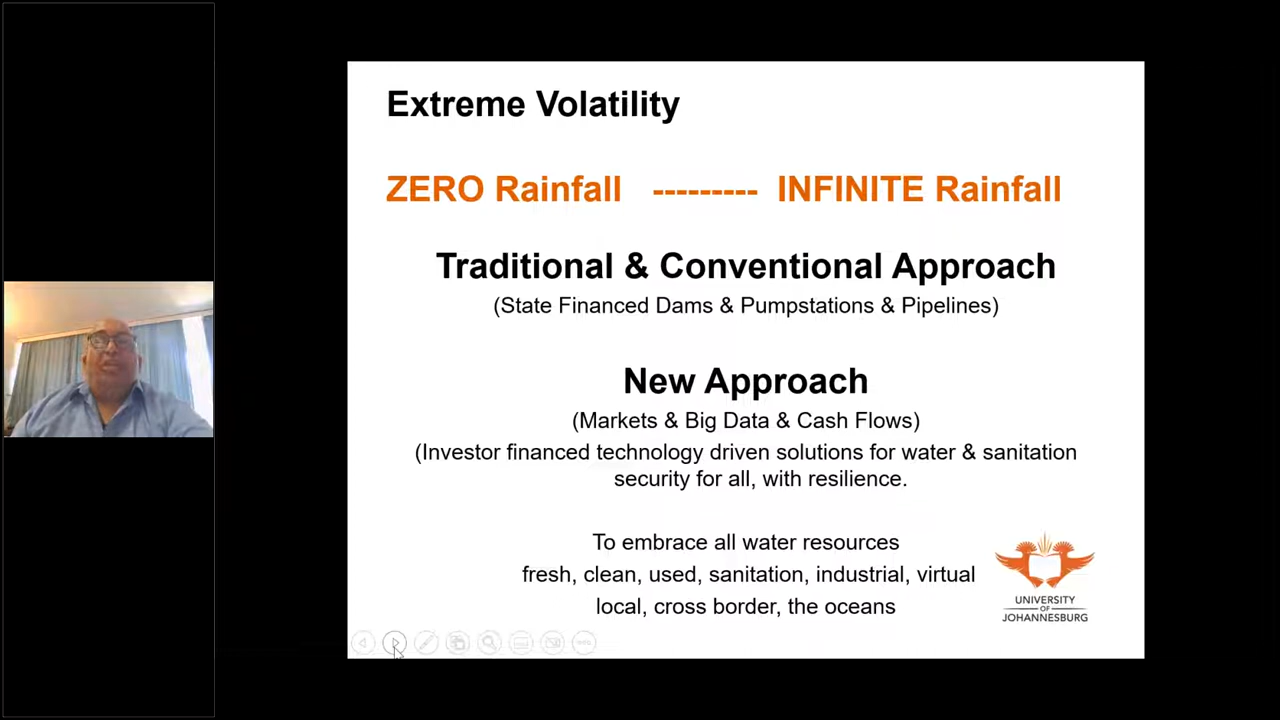 Extreme Volatility
ZERO Rainfall --------- INFINITE Rainfall
Traditional & Conventional Approach
(State Financed Dams & Pumpstations & Pipelines)
New Approach
(Markets & Big Data & Cash Flows)
(Investor financed technology driven solutions for water & sanitation
security for all, with resilience.
To embrace all water resources
fresh, clean, used, sanitation, industrial, virtual
local, cross border, the oceans
UNIVERSITY
OF
JOHANNESBURG